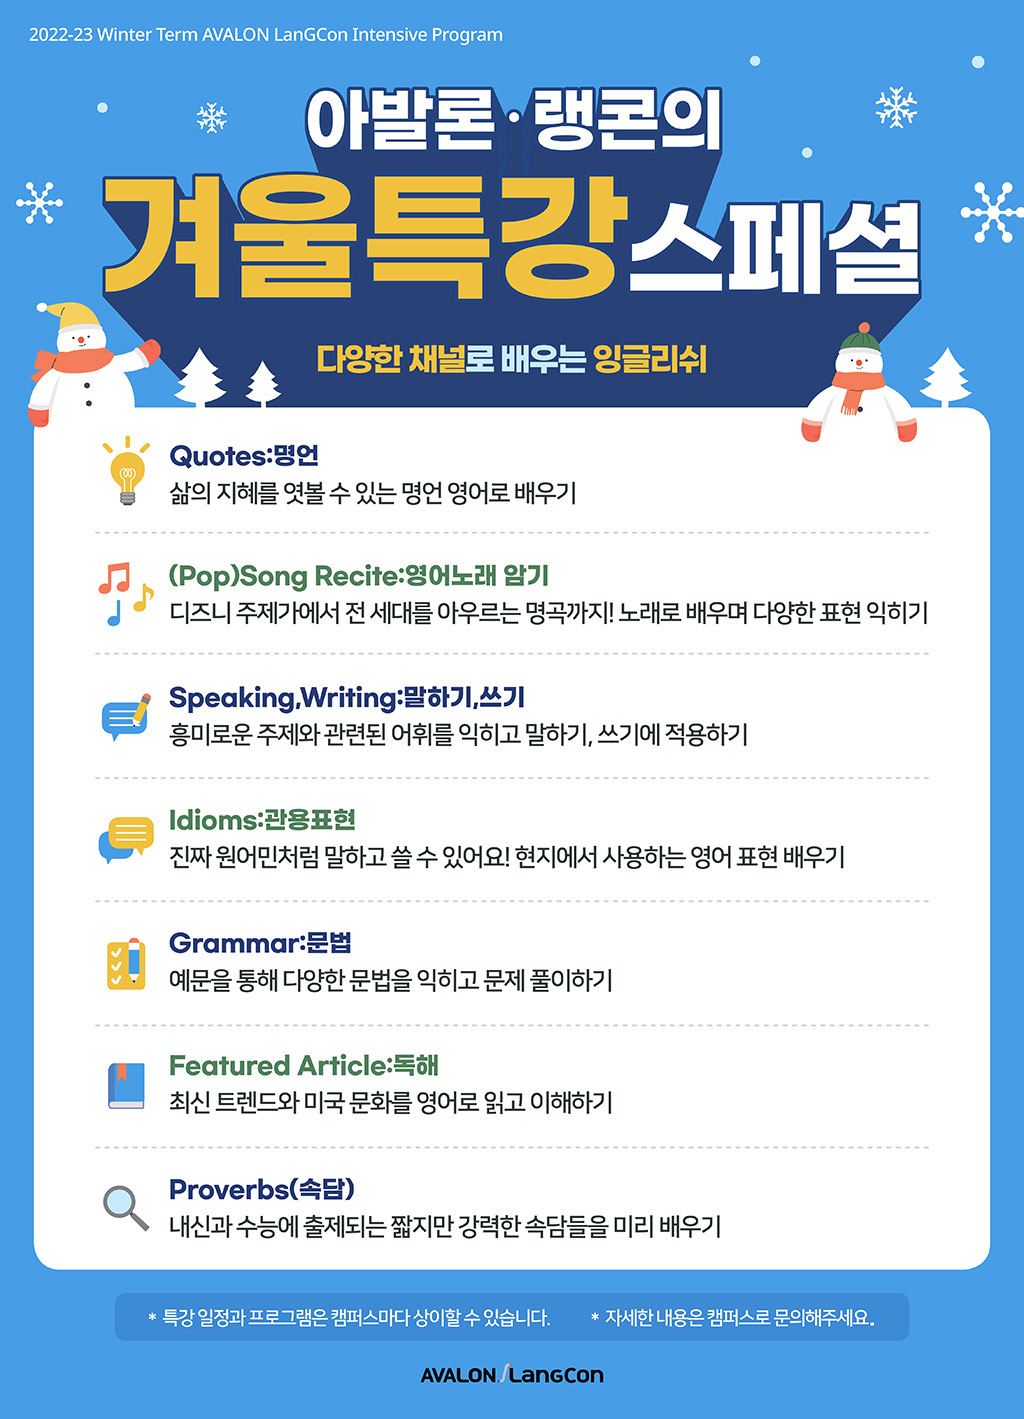 2022-23 Winter Term AVALON LanGCon Intensive Program
아발론·랭콘의
겨울특강스페셜
다양한 채널로 배우는 잉글리쉬
Quotes:명언
삶의 지혜를 엿볼 수 있는 명언 영어로 배우기
(Pop)Song Recite:영어노래 암기
디즈니 주제가에서 전 세대를 아우르는 명곡까지! 노래로 배우며 다양한 표현 익히기
Speaking,Writing:말하기,쓰기
흥미로운 주제와 관련된 어휘를 익히고 말하기, 쓰기에 적용하기
Idioms:관용표현
진짜 원어민처럼 말하고 쓸 수 있어요! 현지에서 사용하는 영어 표현 배우기
Grammar:문법
예문을 통해 다양한 문법을 익히고 문제 풀이하기
Featured Article:독해
최신 트렌드와 미국 문화를 영어로 읽고 이해하기
Proverbs(속담)
내신과 수능에 출제되는 짧지만 강력한 속담들을 미리 배우기
* 특강 일정과 프로그램은 캠퍼스마다 상이할 수 있습니다. * 자세한 내용은 캠퍼스로 문의해주세요.
AVALON LangCon